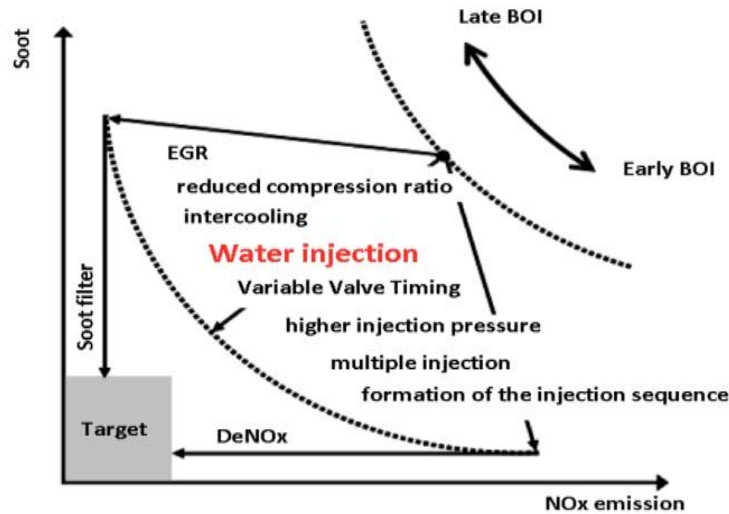 Late BOI
Soot
EGR
Early BOI
reduced compression ratio
intercooling
Water injection
Variable Valve Timing
Soot filter
higher injection pressure
multiple injection
formation of the injection sequence
Target
DeNOx
NOx emission